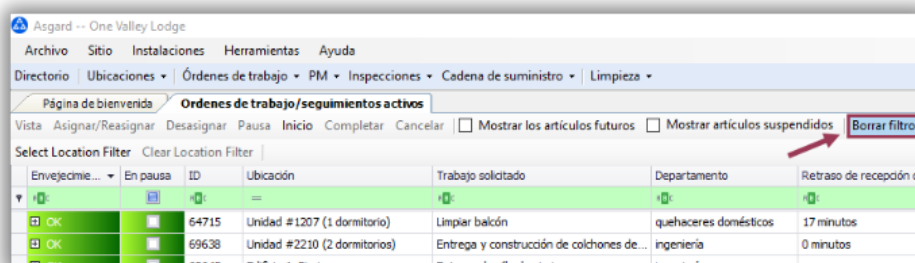 Asgard -- One Valley Lodge
Archivo Sitio Instalaciones Herramientas Ayuda
Directorio Ubicaciones Órdenes de trabajo PM Inspecciones Cadena de suministro Limpieza
Página de bienvenida Ordenes de trabajo/seguimientos activos
Vista Asignar/Reasignar Desasignar Pausa Inicio Completar Cancelar Mostrar los artículos futuros Mostrar artículos suspendidos Borrar filtro
Select Location Filter Clear Location Filter
Envejecimie... En pausa ID Ubicación Trabajo solicitado Departamento Retraso de recepción
=
OK 64715 Unidad #1207 (1 dormitorio) Limpiar balcón quehaceres domésticos 17 minutos
OK 69638 Unidad #2210 (2 dormitorios) Entrega y construcción de colchones de... ingeniería 0 minutos